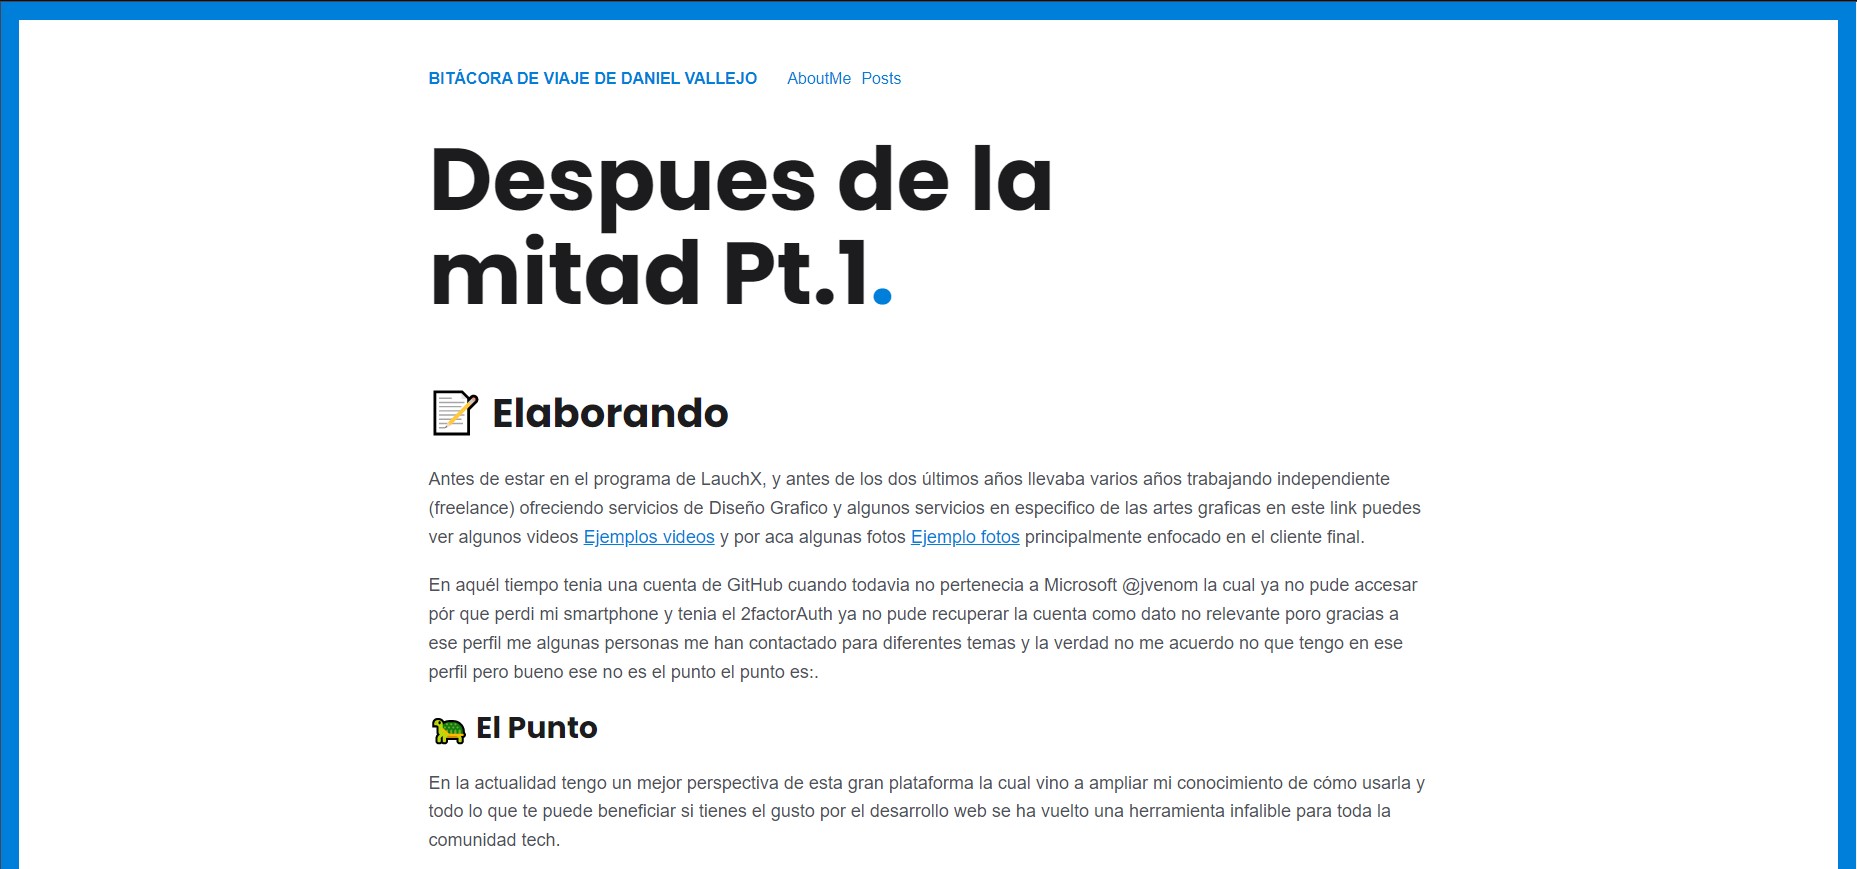 BITÁCORA DE VIAJE DE DANIEL VALLEJO AboutMe Posts
Despues de la
mitad Pt.1.
📝 Elaborando
Antes de estar en el programa de LauchX, y antes de los dos últimos años llevaba varios años trabajando independiente
(freelance) ofreciendo servicios de Diseño Grafico y algunos servicios en especifico de las artes graficas en este link puedes
ver algunos videos Ejemplos videos y por aca algunas fotos Ejemplo fotos principalmente enfocado en el cliente final.
En aquél tiempo tenia una cuenta de GitHub cuando todavia no pertenecia a Microsoft @jvenom la cual ya no pude accesar
pór que perdi mi smartphone y tenia el 2factorAuth ya no pude recuperar la cuenta como dato no relevante poro gracias a
ese perfil me algunas personas me han contactado para diferentes temas y la verdad no me acuerdo no que tengo en ese
perfil pero bueno ese no es el punto el punto es:.
🐢 El Punto
En la actualidad tengo un mejor perspectiva de esta gran plataforma la cual vino a ampliar mi conocimiento de cómo usarla y
todo lo que te puede beneficiar si tienes el gusto por el desarrollo web se ha vuelto una herramienta infalible para toda la
comunidad tech.